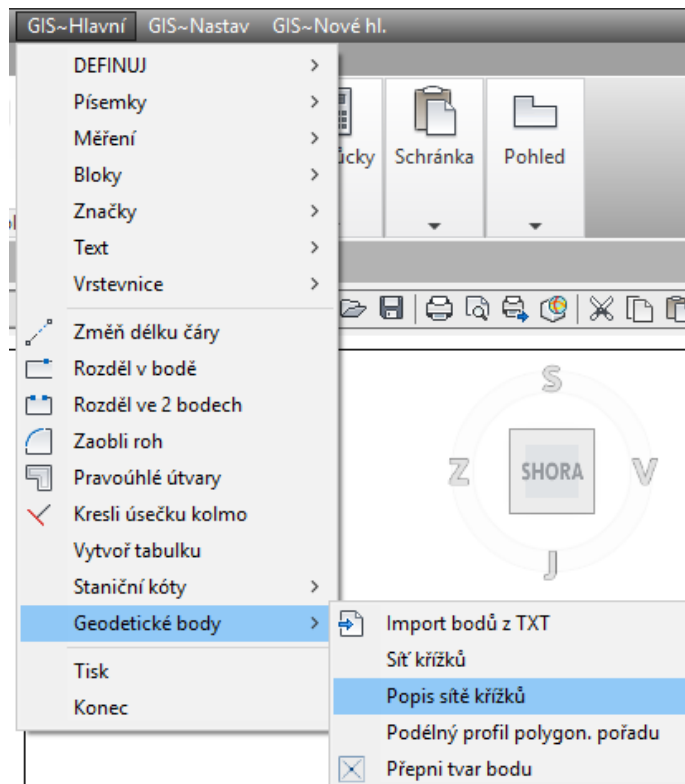 GIS~Hlavní GIS~Nastav GIS~Nové hl.
DEFINUJ
Písemky
Měření
Bloky
Značky
Text
Vrstevnice
Změň délku čáry
Rozděl v bodě
Rozděl ve 2 bodech
Zaobli roh
Pravoúhlé útvary
Kresli úsečku kolmo
Vytvoř tabulku
Staniční kóty
Geodetické body
Tisk
Konec
Schránka Pohled
S
Z SHORA V
J
Import bodů z TXT
Síť křížků
Popis sítě křížků
Podélný profil polygon. pořadu
Přepni tvar bodu